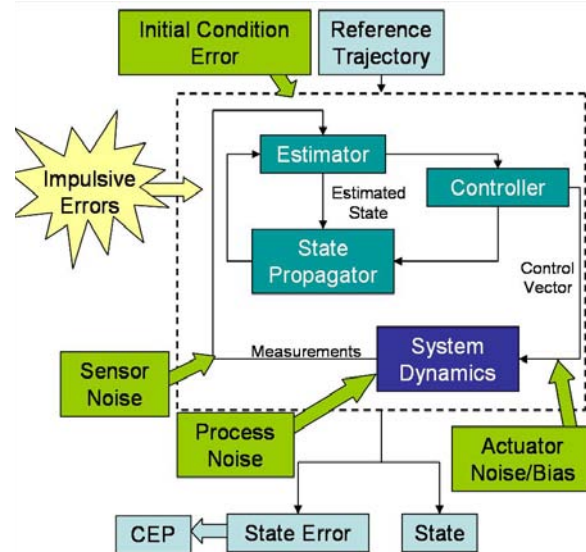 Initial Condition
Error
Reference
Trajectory
Impulsive
Errors
Estimator
Estimated
State
Controller
State
Propagator
Control
Vector
Measurements
System
Dynamics
Sensor
Noise
Process
Noise
Actuator
Noise/Bias
CEP
State Error
State